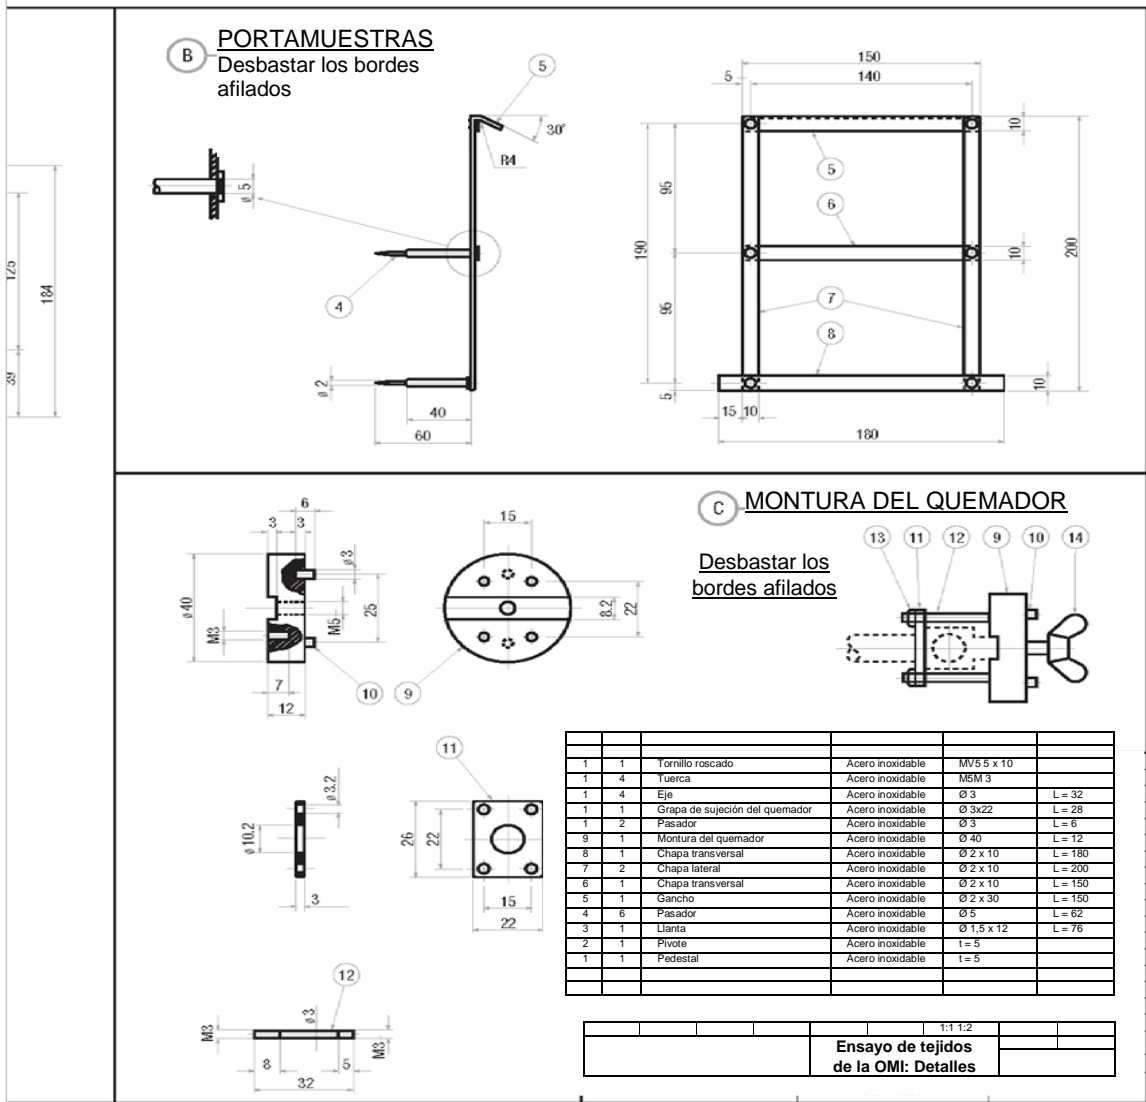 B PORTAMUESTRAS
Desbastar los bordes
afilados
5
30°
R4
ø 5
4
ø 2
40
60
125
184
39
150
5 140
10
5
6
95
190
10
200
7
95
8
10
5
15 10
180
C MONTURA DEL QUEMADOR
Desbastar los
bordes afilados
13 11 12 9 10 14
6
3 3
ø3
ø40
25
M5
M3
7
12
10
9
15
8.2
22
11
ø3.2
ø10.2
3
26
22
15
22
12
ø3
M3
M3
8 5
32
1 1 Tornillo roscado Acero inoxidable MV5 5 x 10
1 4 Tuerca Acero inoxidable M5M 3
1 4 Eje Acero inoxidable Ø 3 L = 32
1 1 Grapa de sujeción del quemador Acero inoxidable Ø 3x22 L = 28
1 2 Pasador Acero inoxidable Ø 3 L = 6
9 1 Montura del quemador Acero inoxidable Ø 40 L = 12
8 1 Chapa transversal Acero inoxidable Ø 2 x 10 L = 180
7 2 Chapa lateral Acero inoxidable Ø 2 x 10 L = 200
6 1 Chapa transversal Acero inoxidable Ø 2 x 10 L = 150
5 1 Gancho Acero inoxidable Ø 2 x 30 L = 150
4 6 Pasador Acero inoxidable Ø 5 L = 62
3 1 Llanta Acero inoxidable Ø 1,5 x 12 L = 76
2 1 Pivote Acero inoxidable t = 5
1 1 Pedestal Acero inoxidable t = 5
1:1 1:2
Ensayo de tejidos
de la OMI: Detalles